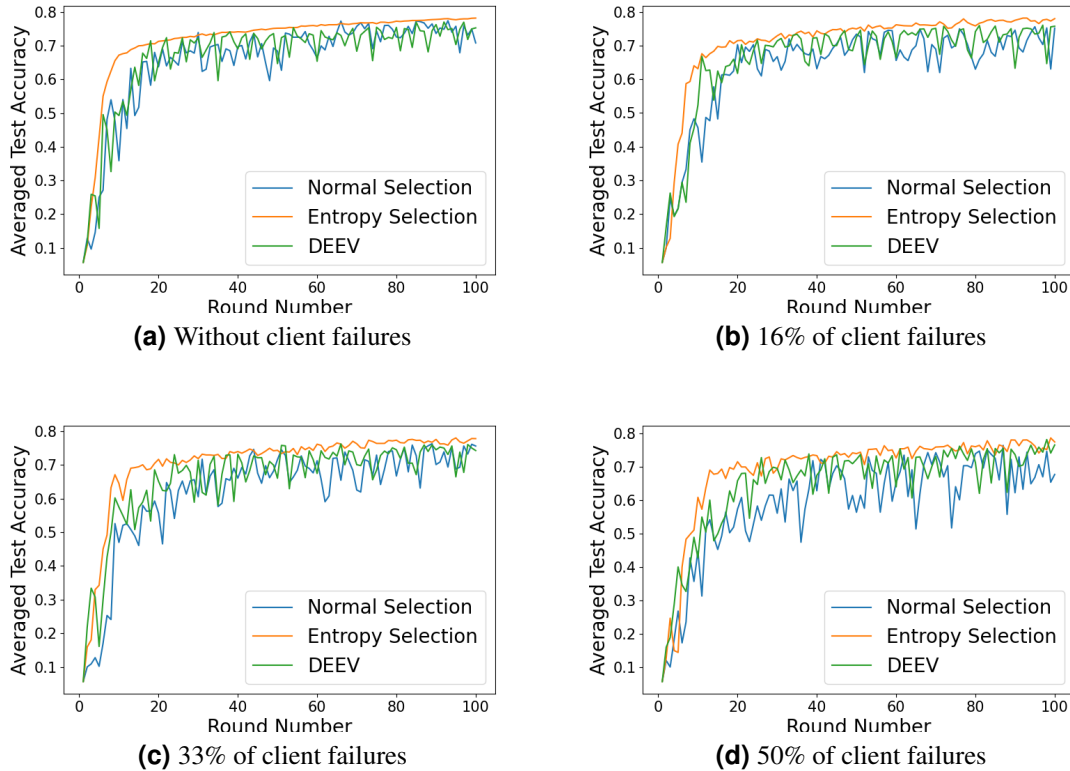 0.8
0.7
0.6
0.5
0.4
0.3
0.2
0.1
Averaged Test Accuracy
Normal Selection
Entropy Selection
DEEV
0 20 40 60 80 100
Round Number
(a) Without client failures
0.8
0.7
0.6
0.5
0.4
0.3
0.2
0.1
Averaged Test Accuracy
Normal Selection
Entropy Selection
DEEV
0 20 40 60 80 100
Round Number
(b) 16% of client failures
0.8
0.7
0.6
0.5
0.4
0.3
0.2
0.1
Averaged Test Accuracy
Normal Selection
Entropy Selection
DEEV
0 20 40 60 80 100
Round Number
(c) 33% of client failures
0.8
0.7
0.6
0.5
0.4
0.3
0.2
0.1
Averaged Test Accuracy
Normal Selection
Entropy Selection
DEEV
0 20 40 60 80 100
Round Number
(d) 50% of client failures